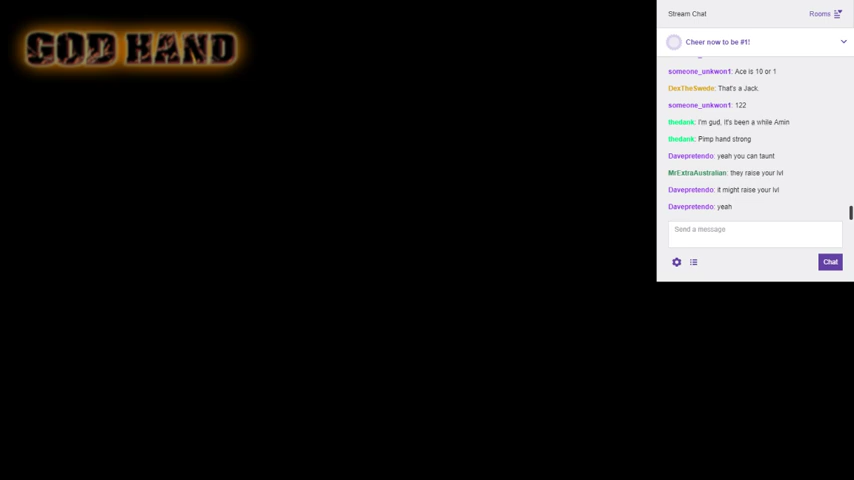 GOD HAND
Stream Chat
Rooms
Cheer now to be #1!
someone_unkwon1: Ace is 10 or 1
DexTheSwede: That's a Jack.
someone_unkwon1: 122
thedank: I'm gud, it's been a while Amin
thedank: Pimp hand strong
Davepretendo: yeah you can taunt
MrExtraAustralian: they raise your lvl
Davepretendo: it might raise your lvl
Davepretendo: yeah
Send a message
Chat